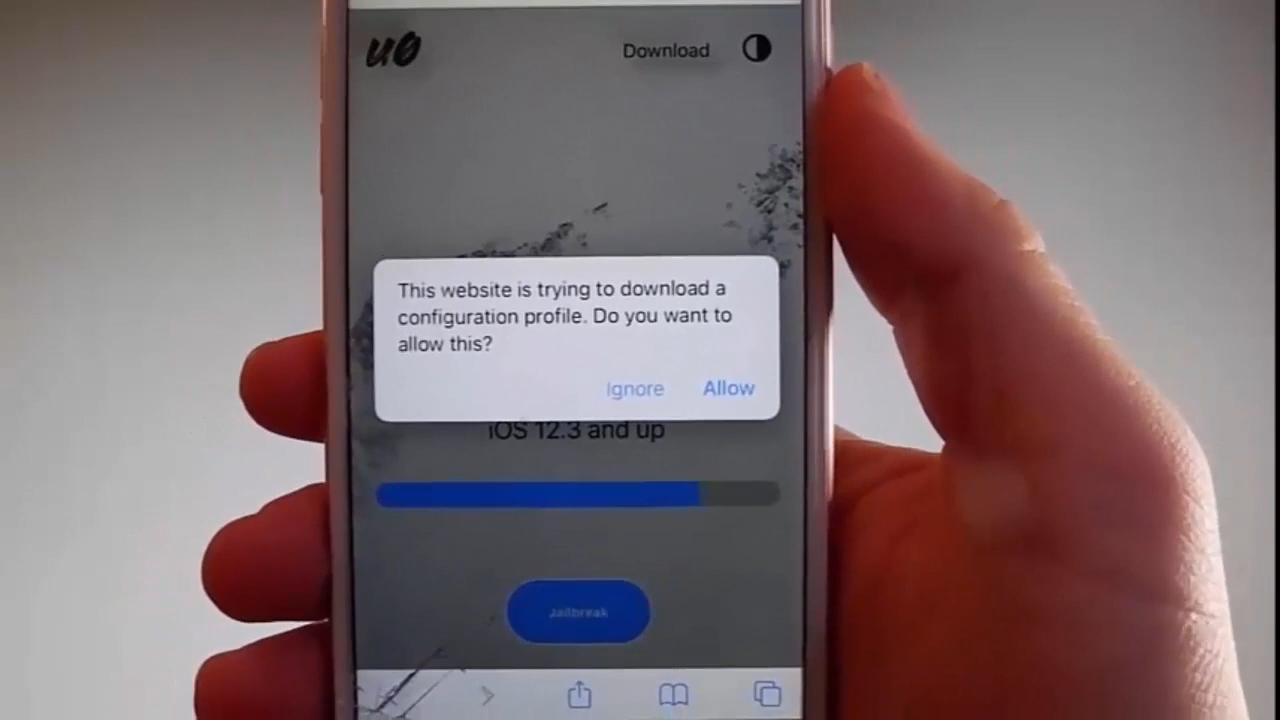 u0
Download
This website is trying to download a
configuration profile. Do you want to
allow this?
Ignore Allow
iOS 12.3 and up
Jailbreak